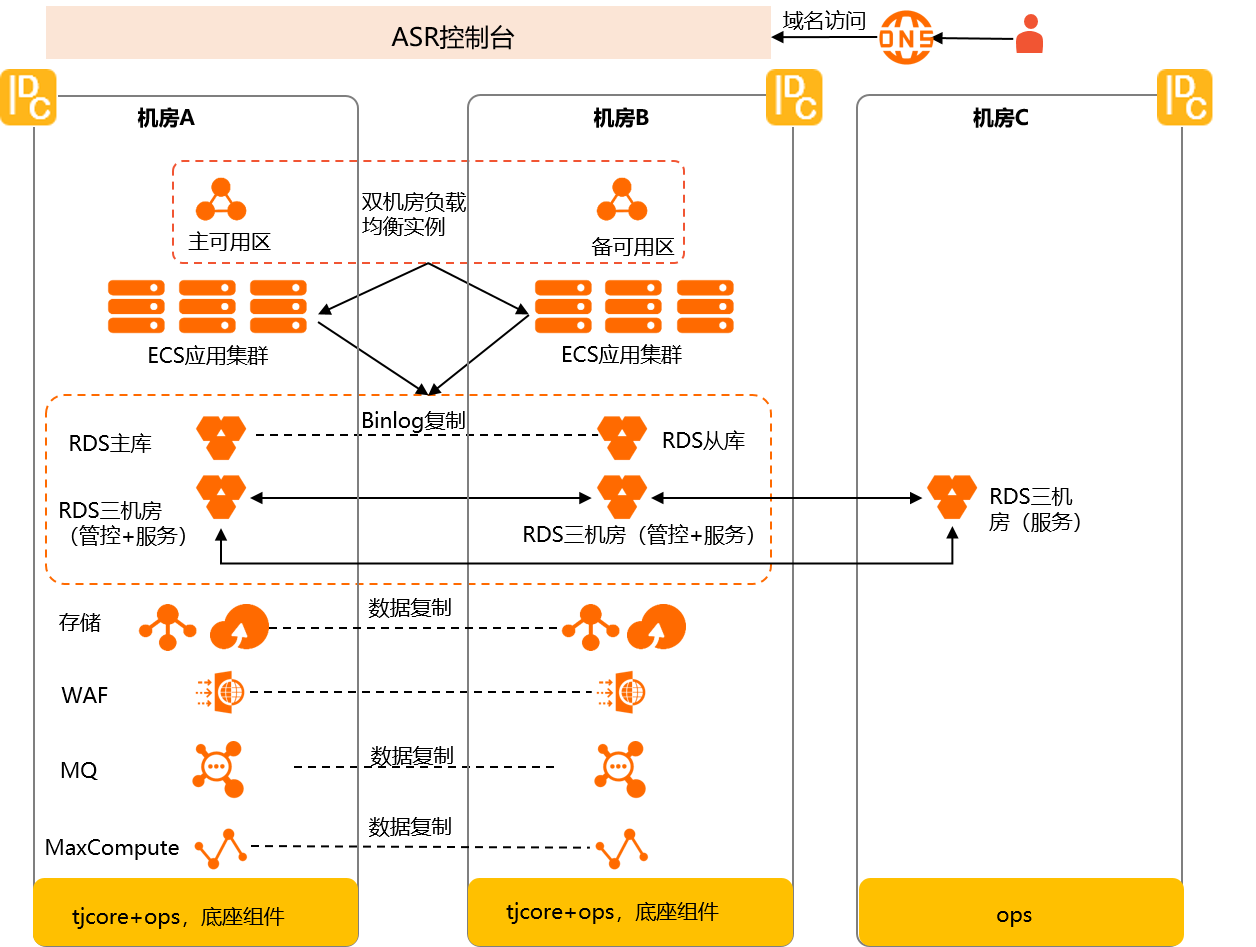 ASR控制台
域名访问
DNS
IDC
IDC
IDC
机房A
机房B
机房C
双机房负载
均衡实例
主可用区
备可用区
ECS应用集群
ECS应用集群
Binlog复制
RDS主库
RDS从库
RDS三机房
（管控+服务）
RDS三机房（管控+服务）
RDS三机
房（服务）
存储
数据复制
WAF
MQ
数据复制
MaxCompute
数据复制
tjcore+ops，底座组件
tjcore+ops，底座组件
ops